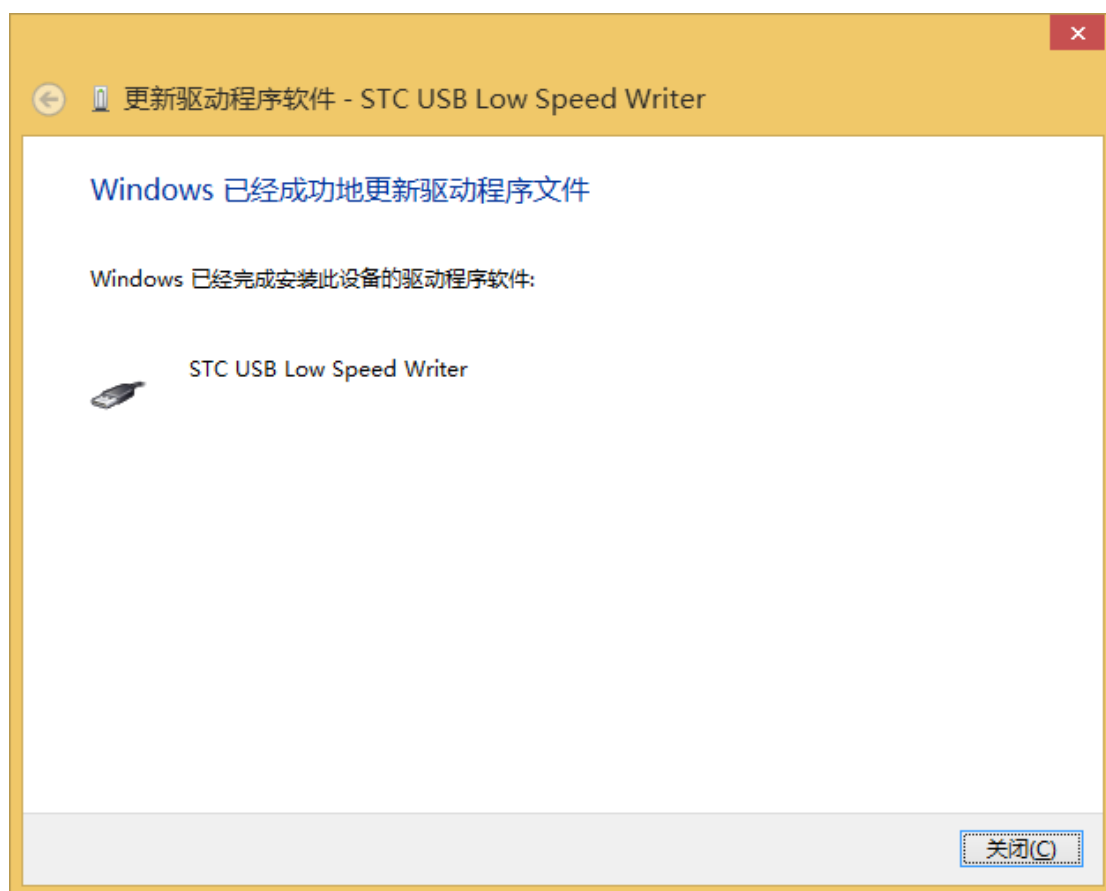 更新驱动程序软件 - STC USB Low Speed Writer
Windows 已经成功地更新驱动程序文件
Windows 已经完成安装此设备的驱动程序软件:
STC USB Low Speed Writer
关闭(C)